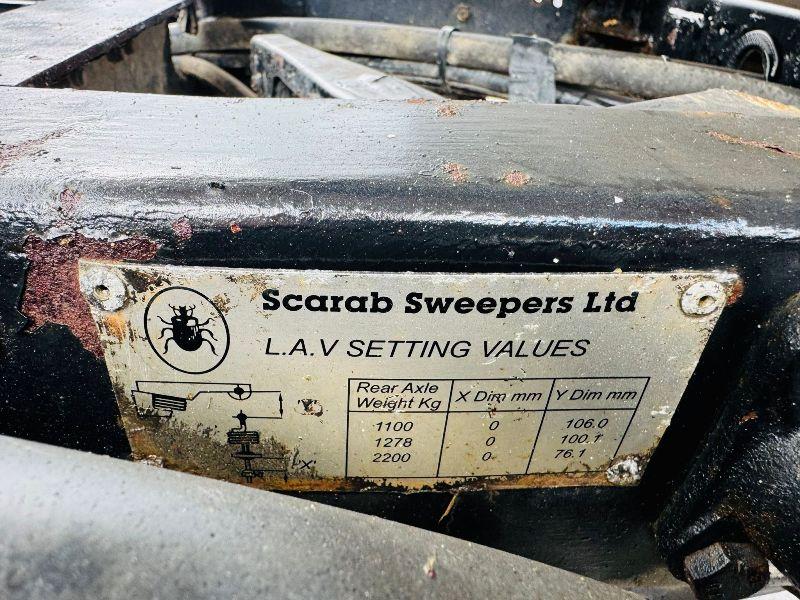 Scarab Sweepers Ltd
L.A.V SETTING VALUES
Rear Axle Weight Kg X Dim mm Y Dim mm
1100 0 106.0
1278 0 100.1
2200 0 76.1
'Y'
'X'